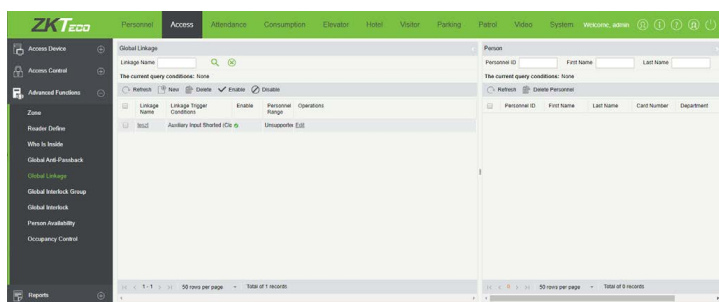 ZKTECO
Personnel Access Attendance Consumption Elevator Hotel Visitor Parking Patrol Video System Welcome, admin
Access Device
Access Control
Advanced Functions
Zone
Reader Define
Who Is Inside
Global Anti-Passback
Global Linkage
Global Interlock Group
Global Interlock
Person Availability
Occupancy Control
Reports
Global Linkage
Linkage Name
The current query conditions: None
Refresh New Delete Enable Disable
Linkage Name Linkage Trigger Conditions Enable Personnel Range Operations
Auxiliary Input Shorted (Clo Unsupporter Edit
1-1 50 rows per page Total of 1 records
Person
Personnel ID First Name Last Name
The current query conditions: None
Refresh Delete Personnel
Personnel ID First Name Last Name Card Number Department
0 50 rows per page Total of 0 records